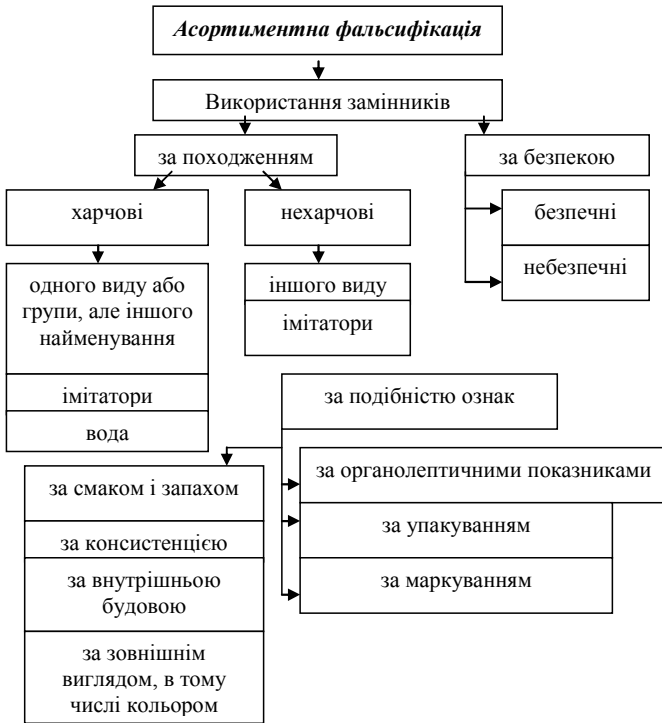 Асортиментна фальсифікація
Використання замінників
за походженням
за безпекою
харчові
нехарчові
безпечні
небезпечні
одного виду або
групи, але іншого
найменування
імітатори
вода
іншого виду
імітатори
за подібністю ознак
за смаком і запахом
за консистенцією
за внутрішньою
будовою
за зовнішнім
виглядом, в тому
числі кольором
за органолептичними показниками
за упакуванням
за маркуванням